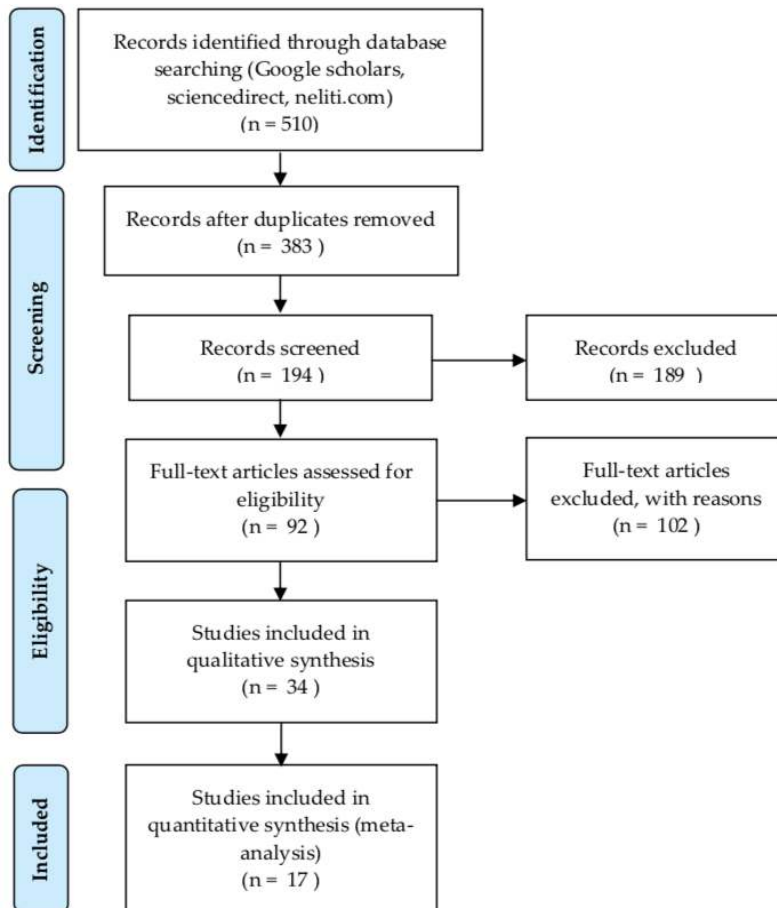 Identification
Records identified through database
searching (Google scholars,
sciencedirect, neliti.com)
(n = 510)
Screening
Records after duplicates removed
(n = 383 )
Records screened
(n = 194 )
Records excluded
(n = 189 )
Full-text articles assessed for
eligibility
(n = 92 )
Full-text articles
excluded, with reasons
(n = 102 )
Eligibility
Studies included in
qualitative synthesis
(n = 34 )
Included
Studies included in
quantitative synthesis (meta-
analysis)
(n = 17 )